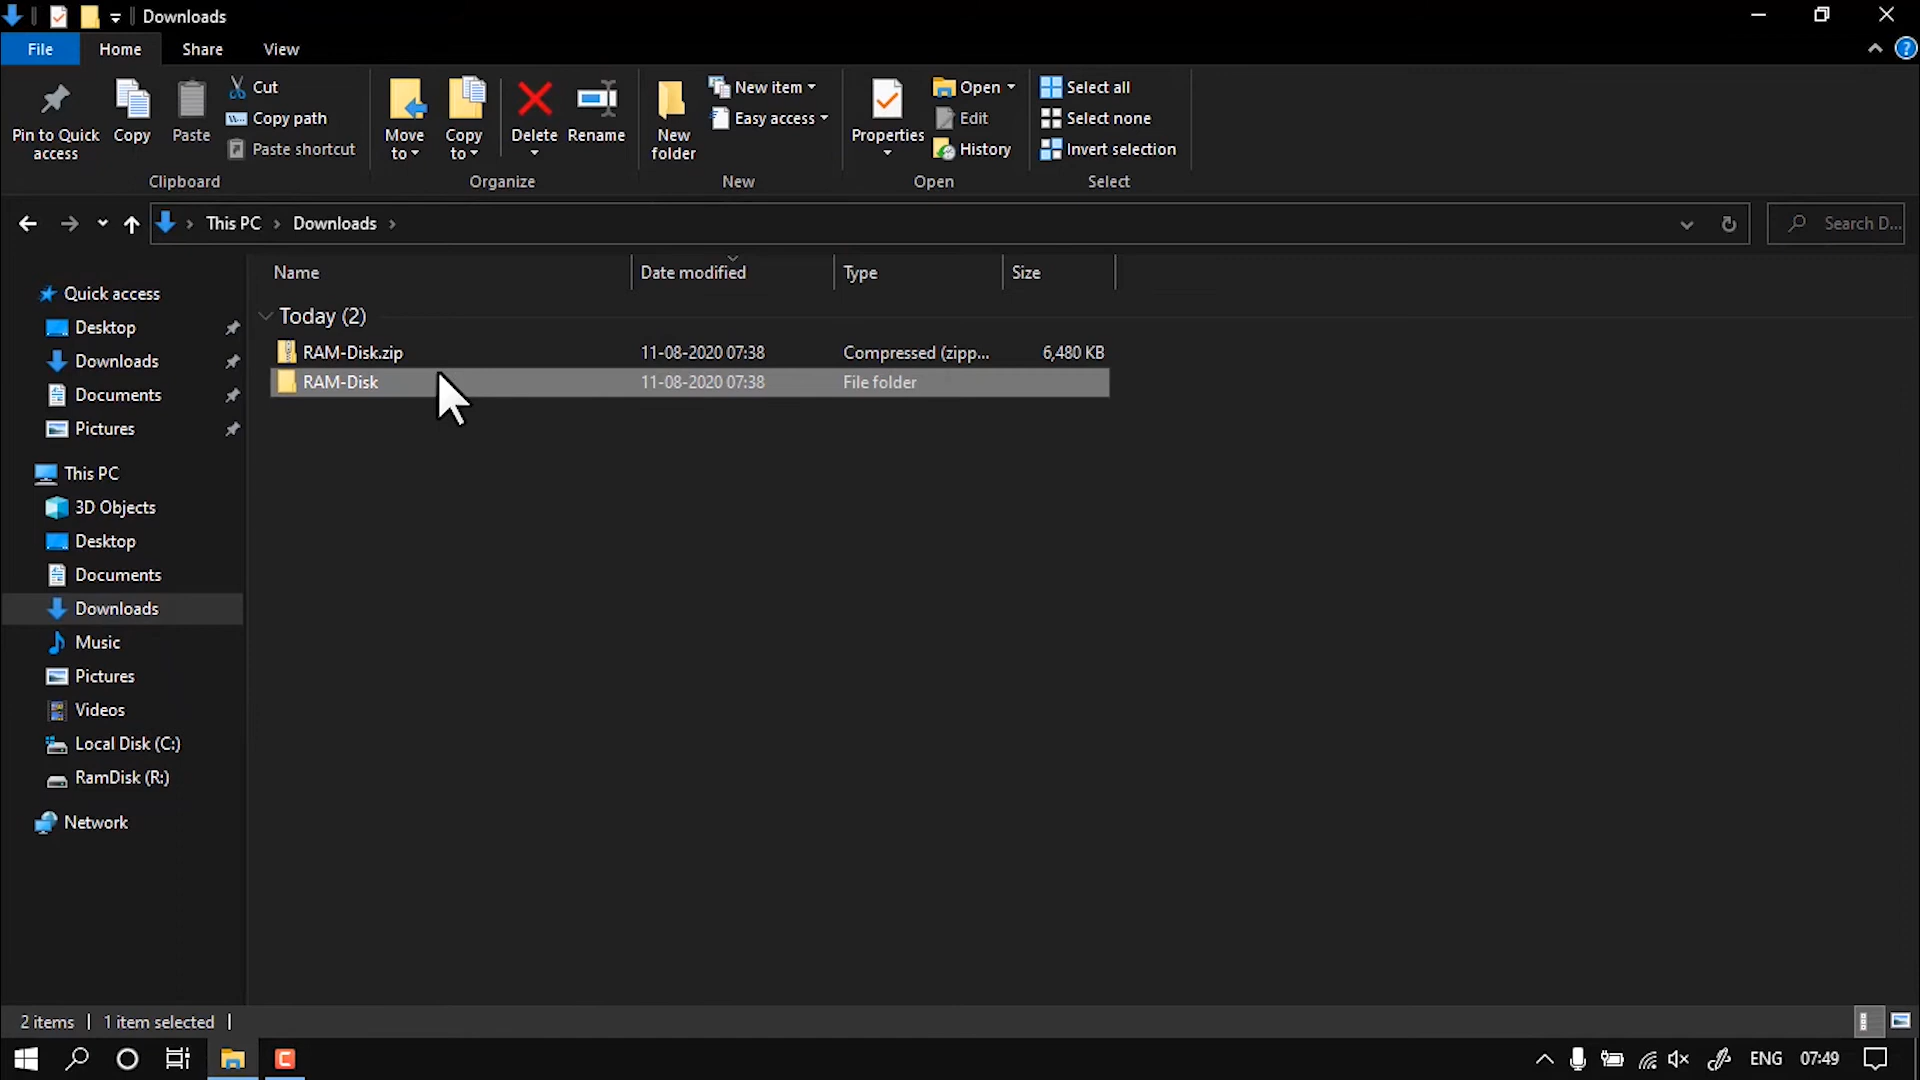 Downloads
File Home Share View
Pin to Quick access
Copy
Paste
Cut
Copy path
Paste shortcut
Clipboard
Move to
Copy to
Delete
Rename
Organize
New folder
New item
Easy access
New
Properties
Open
Edit
History
Open
Select all
Select none
Invert selection
Select
This PC Downloads
Search D...
Name Date modified Type Size
Today (2)
RAM-Disk.zip 11-08-2020 07:38 Compressed (zipp... 6,480 KB
RAM-Disk 11-08-2020 07:38 File folder
Quick access
Desktop
Downloads
Documents
Pictures
This PC
3D Objects
Desktop
Documents
Downloads
Music
Pictures
Videos
Local Disk (C:)
RamDisk (R:)
Network
2 items 1 item selected
ENG 07:49